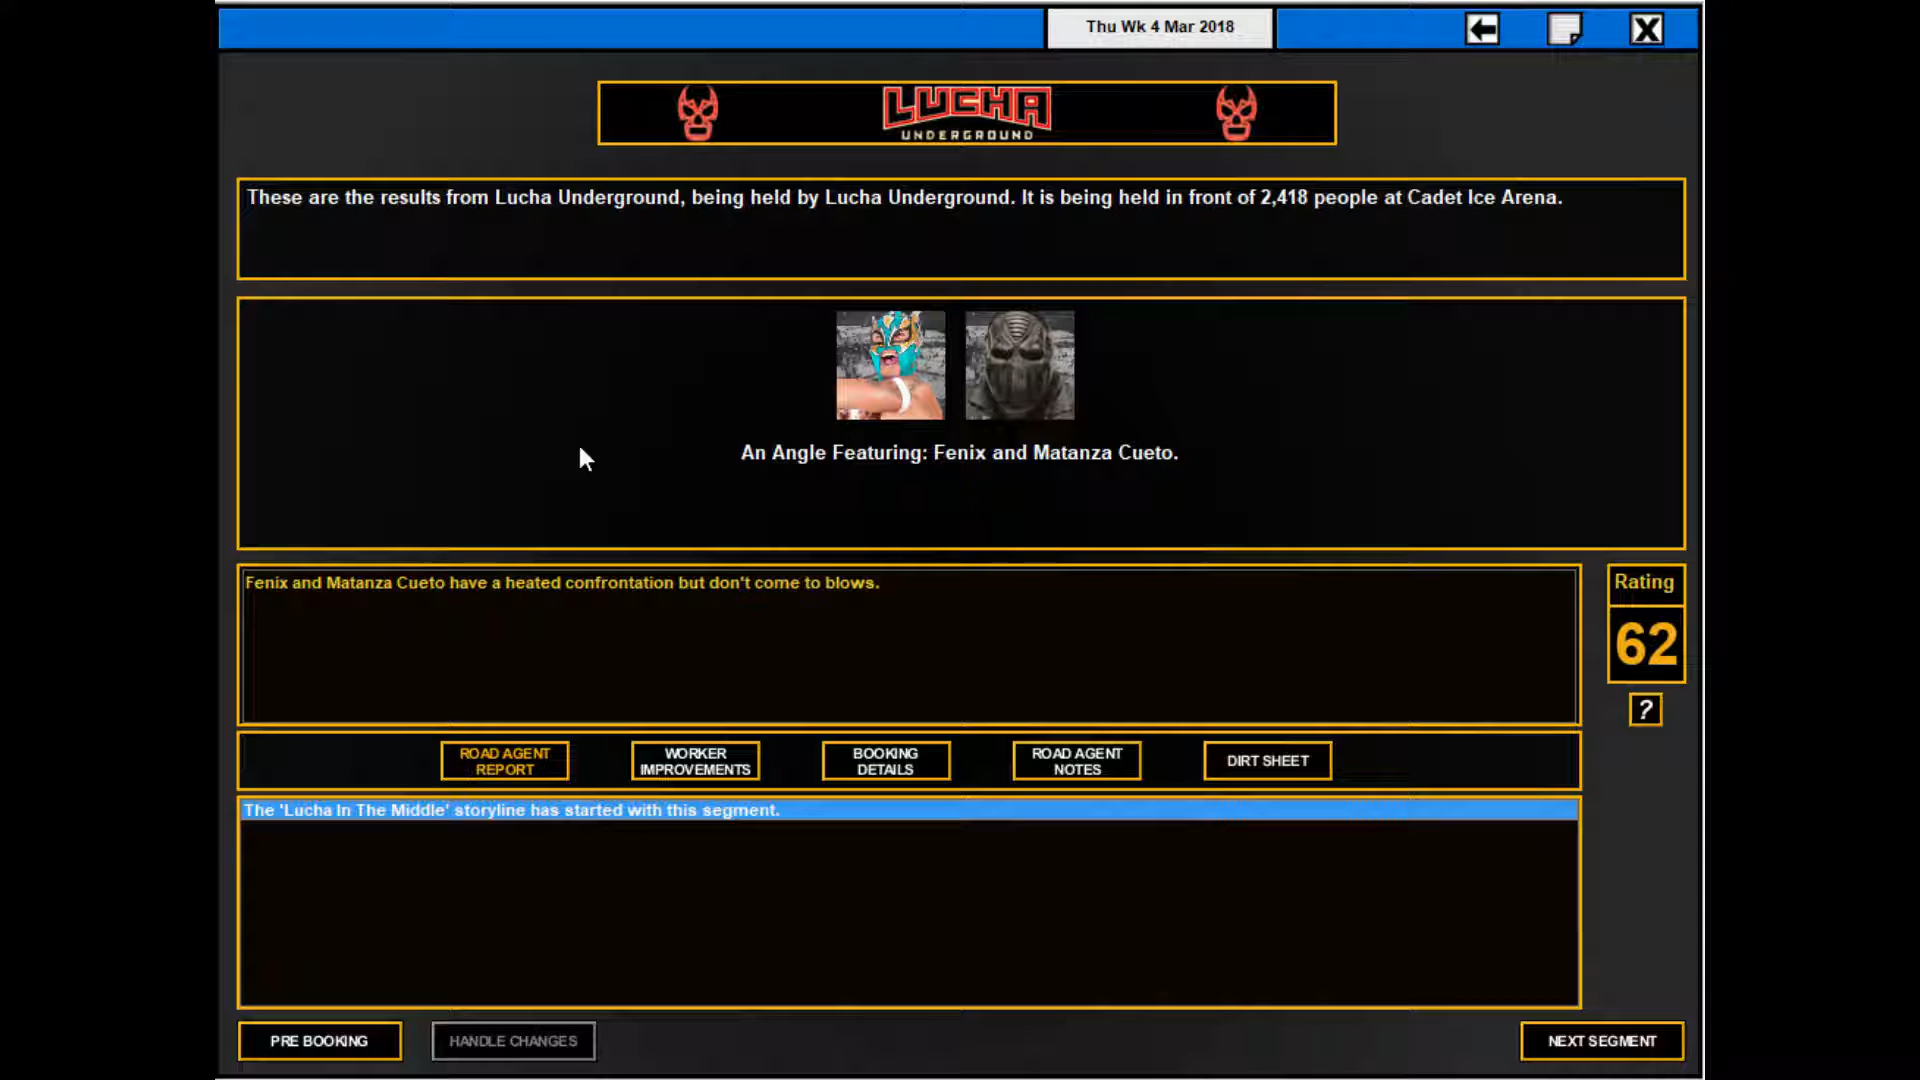 Thu Wk 4 Mar 2018
LUCHA
UNDERGROUND
These are the results from Lucha Underground, being held by Lucha Underground. It is being held in front of 2,418 people at Cadet Ice Arena.
An Angle Featuring: Fenix and Matanza Cueto.
Fenix and Matanza Cueto have a heated confrontation but don't come to blows.
Rating
62
?
ROAD AGENT
REPORT
WORKER
IMPROVEMENTS
BOOKING
DETAILS
ROAD AGENT
NOTES
DIRT SHEET
The 'Lucha In The Middle' storyline has started with this segment.
PRE BOOKING
HANDLE CHANGES
NEXT SEGMENT